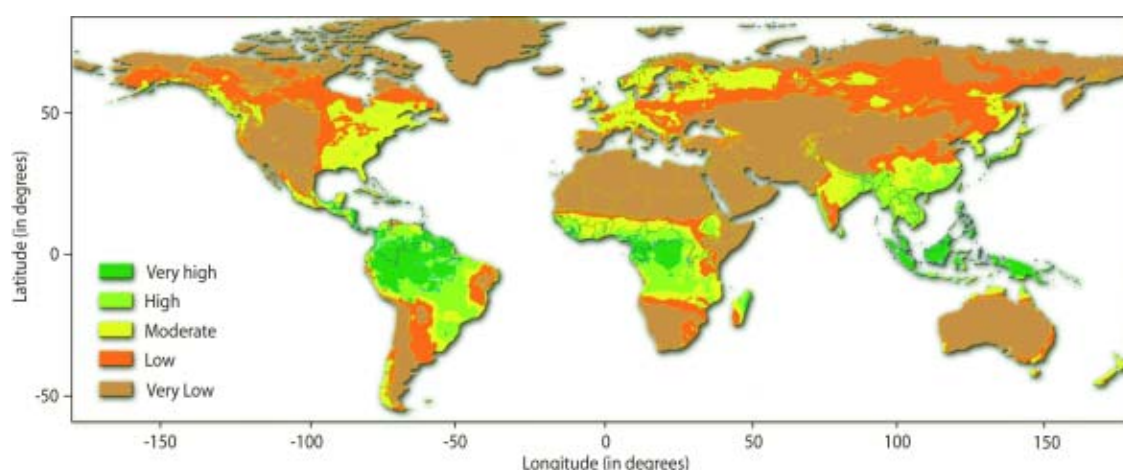 Latitude (in degrees)
50
0
-50
Very high
High
Moderate
Low
Very Low
-150
-100
-50
0
50
100
150
Longitude (in degrees)